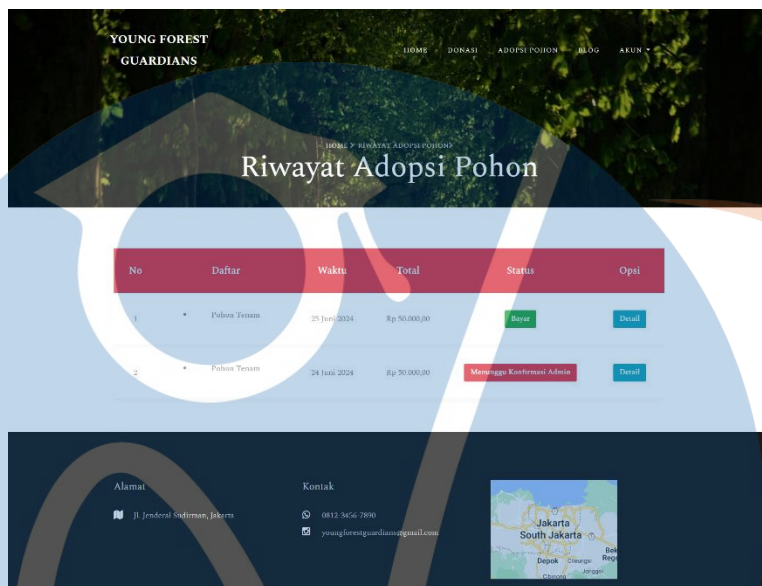 YOUNG FOREST
GUARDIANS
HOME DONASI ADOPSI POHON BLOG AKUN
HOME > RIWAYAT ADOPSI POHON>
Riwayat Adopsi Pohon
No Daftar Waktu Total Status Opsi
1 • Pohon Tenam 25 Juni 2024 Rp 50.000,00 Bayar Detail
2 • Pohon Tenam 24 Juni 2024 Rp 50.000,00 Menunggu Konfirmasi Admin Detail
Alamat Kontak
Jl. Jenderal Sudirman, Jakarta 0812-3456-7890
youngforestguardians@gmail.com
Jakarta
South Jakarta
Depok Cileungsi
Cibinong Jonggol